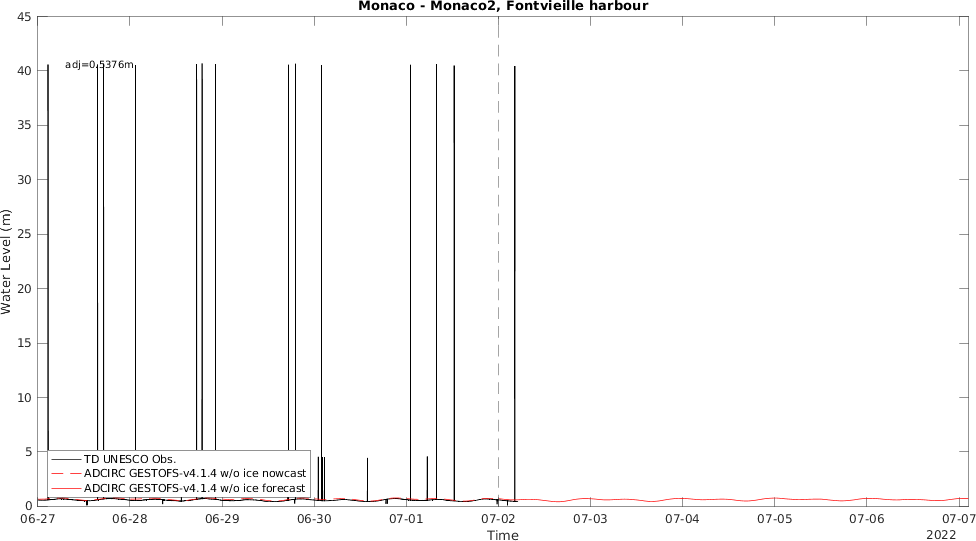 Monaco - Monaco2, Fontvieille harbour
45
40
35
30
25
20
15
10
5
0
Water Level (m)
adj=0.5376m
TD UNESCO Obs.
ADCIRC GESTOFS-v4.1.4 w/o ice nowcast
ADCIRC GESTOFS-v4.1.4 w/o ice forecast
06-27 06-28 06-29 06-30 07-01 07-02 07-03 07-04 07-05 07-06 07-07
Time
2022